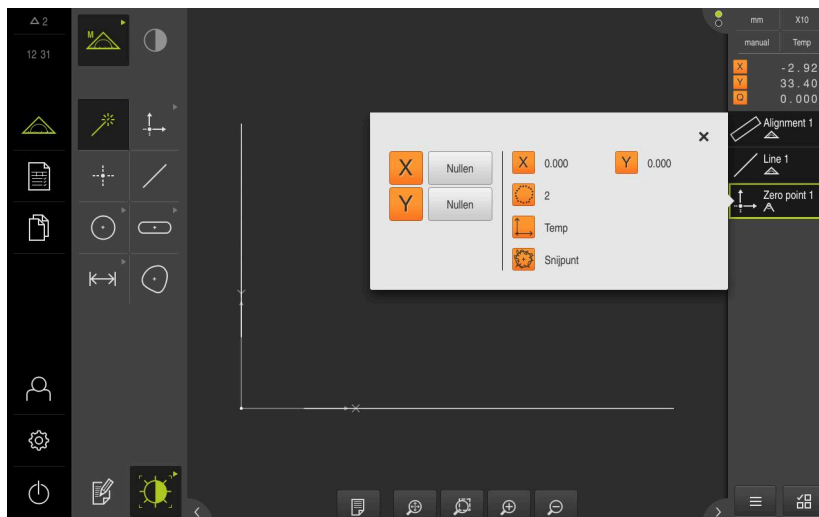 2
12 31
M
mm X10
manual Temp
X -2.92
Y 33.40
Q 0.000
Alignment 1
Line 1
Zero point 1
X Nullen
Y Nullen
X 0.000 Y 0.000
2
Temp
Snijpunt
Y
X